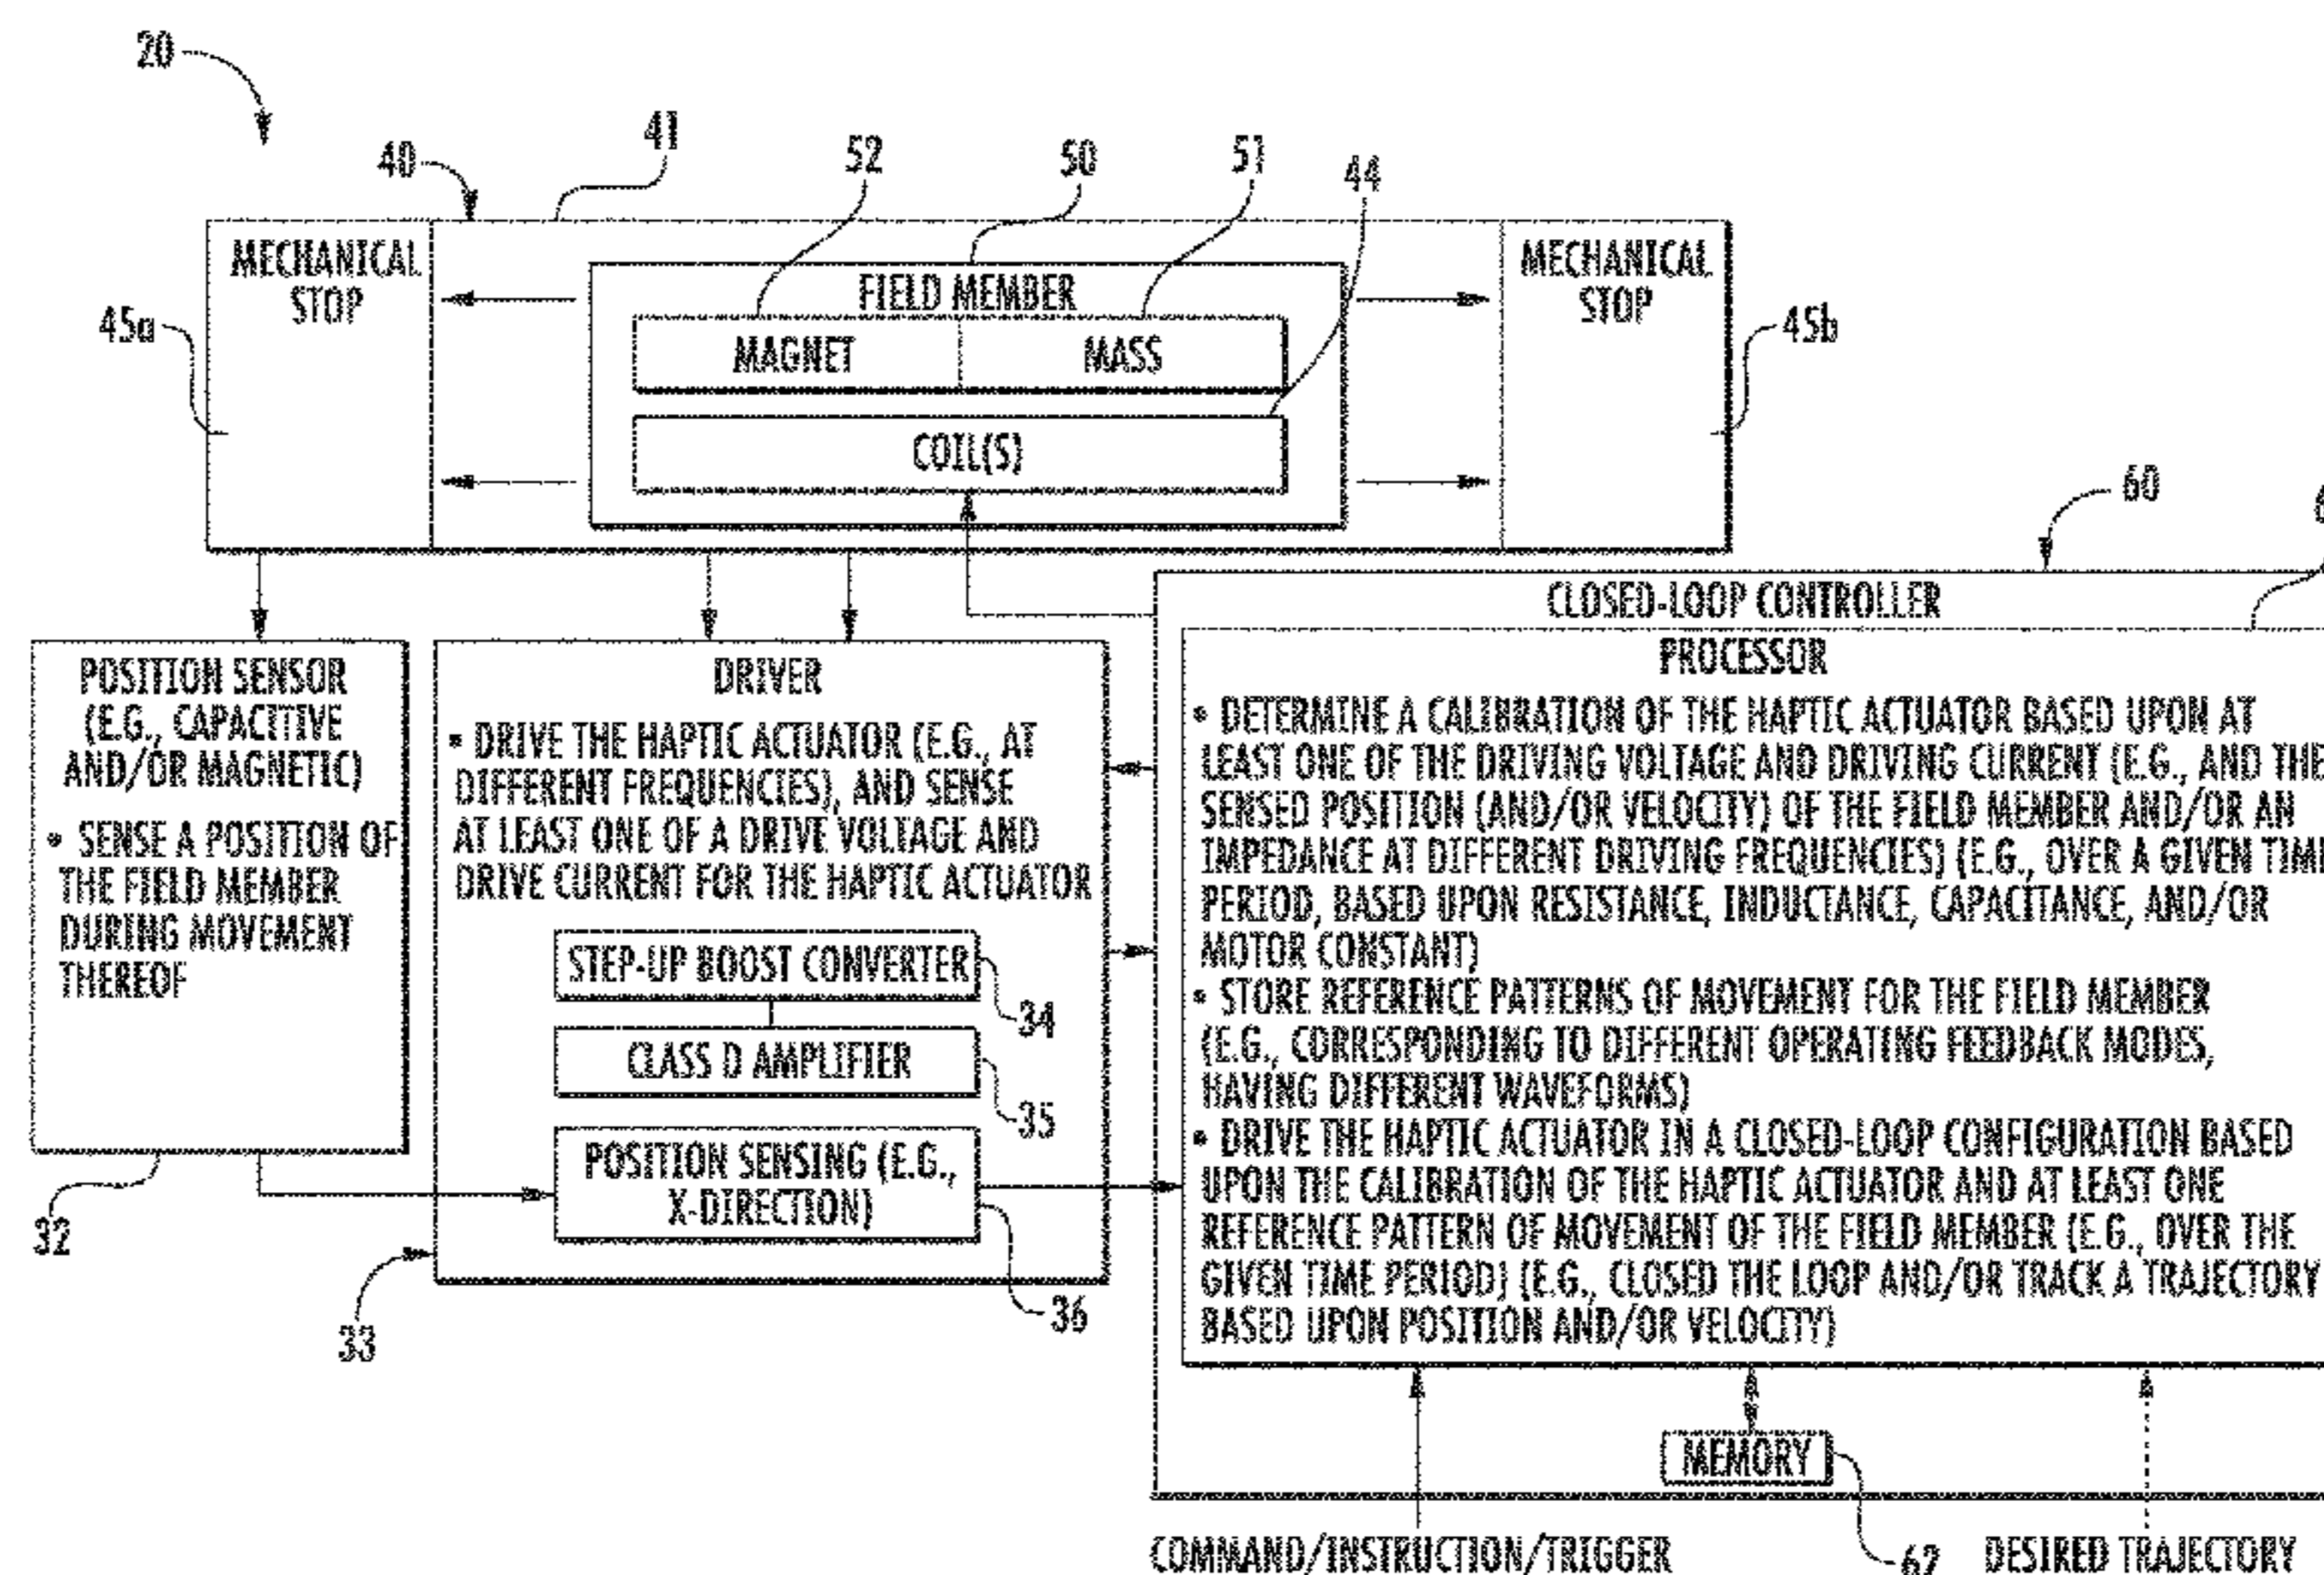 20
40
41
52
50
51
44
MECHANICAL
STOP
FIELD MEMBER
MAGNET
MASS
COIL(S)
MECHANICAL
STOP
45a
45b
60
CLOSED-LOOP CONTROLLER
PROCESSOR
POSITION SENSOR
(E.G., CAPACITIVE
AND/OR MAGNETIC)
• SENSE A POSITION OF
THE FIELD MEMBER
DURING MOVEMENT
THEREOF
32
DRIVER
• DRIVE THE HAPTIC ACTUATOR (E.G., AT
DIFFERENT FREQUENCIES), AND SENSE
AT LEAST ONE OF A DRIVE VOLTAGE AND
DRIVE CURRENT FOR THE HAPTIC ACTUATOR
STEP-UP BOOST CONVERTER
34
CLASS D AMPLIFIER
35
POSITION SENSING (E.G.,
X-DIRECTION)
36
33
• DETERMINE A CALIBRATION OF THE HAPTIC ACTUATOR BASED UPON AT
LEAST ONE OF THE DRIVING VOLTAGE AND DRIVING CURRENT (E.G., AND THE
SENSED POSITION (AND/OR VELOCITY) OF THE FIELD MEMBER AND/OR AN
IMPEDANCE AT DIFFERENT DRIVING FREQUENCIES) (E.G., OVER A GIVEN TIME
PERIOD, BASED UPON RESISTANCE, INDUCTANCE, CAPACITANCE, AND/OR
MOTOR CONSTANT)
• STORE REFERENCE PATTERNS OF MOVEMENT FOR THE FIELD MEMBER
(E.G., CORRESPONDING TO DIFFERENT OPERATING FEEDBACK MODES,
HAVING DIFFERENT WAVEFORMS)
• DRIVE THE HAPTIC ACTUATOR IN A CLOSED-LOOP CONFIGURATION BASED
UPON THE CALIBRATION OF THE HAPTIC ACTUATOR AND AT LEAST ONE
REFERENCE PATTERN OF MOVEMENT OF THE FIELD MEMBER (E.G., OVER THE
GIVEN TIME PERIOD) (E.G., CLOSED THE LOOP AND/OR TRACK A TRAJECTORY
BASED UPON POSITION AND/OR VELOCITY)
MEMORY
62
COMMAND/INSTRUCTION/TRIGGER
DESIRED TRAJECTORY